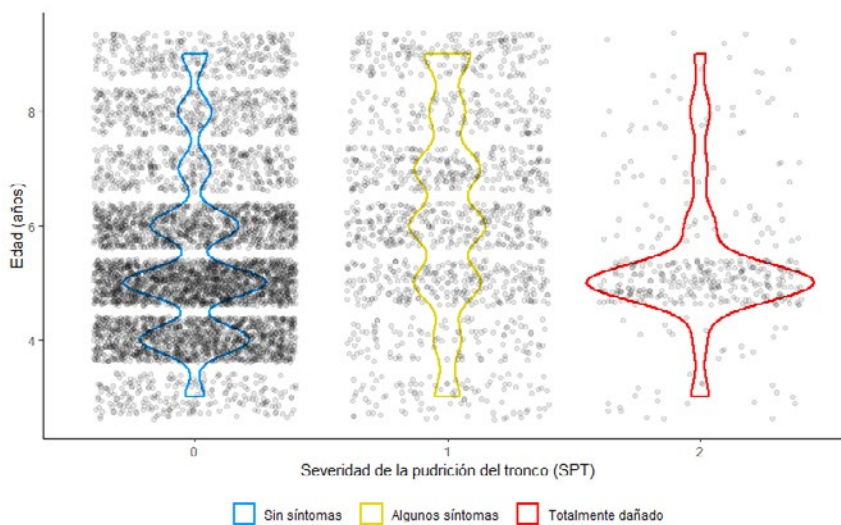 Edad (años)
8
6
4
0 1 2
Severidad de la pudrición del tronco (SPT)
Sin síntomas Algunos síntomas Totalmente dañado